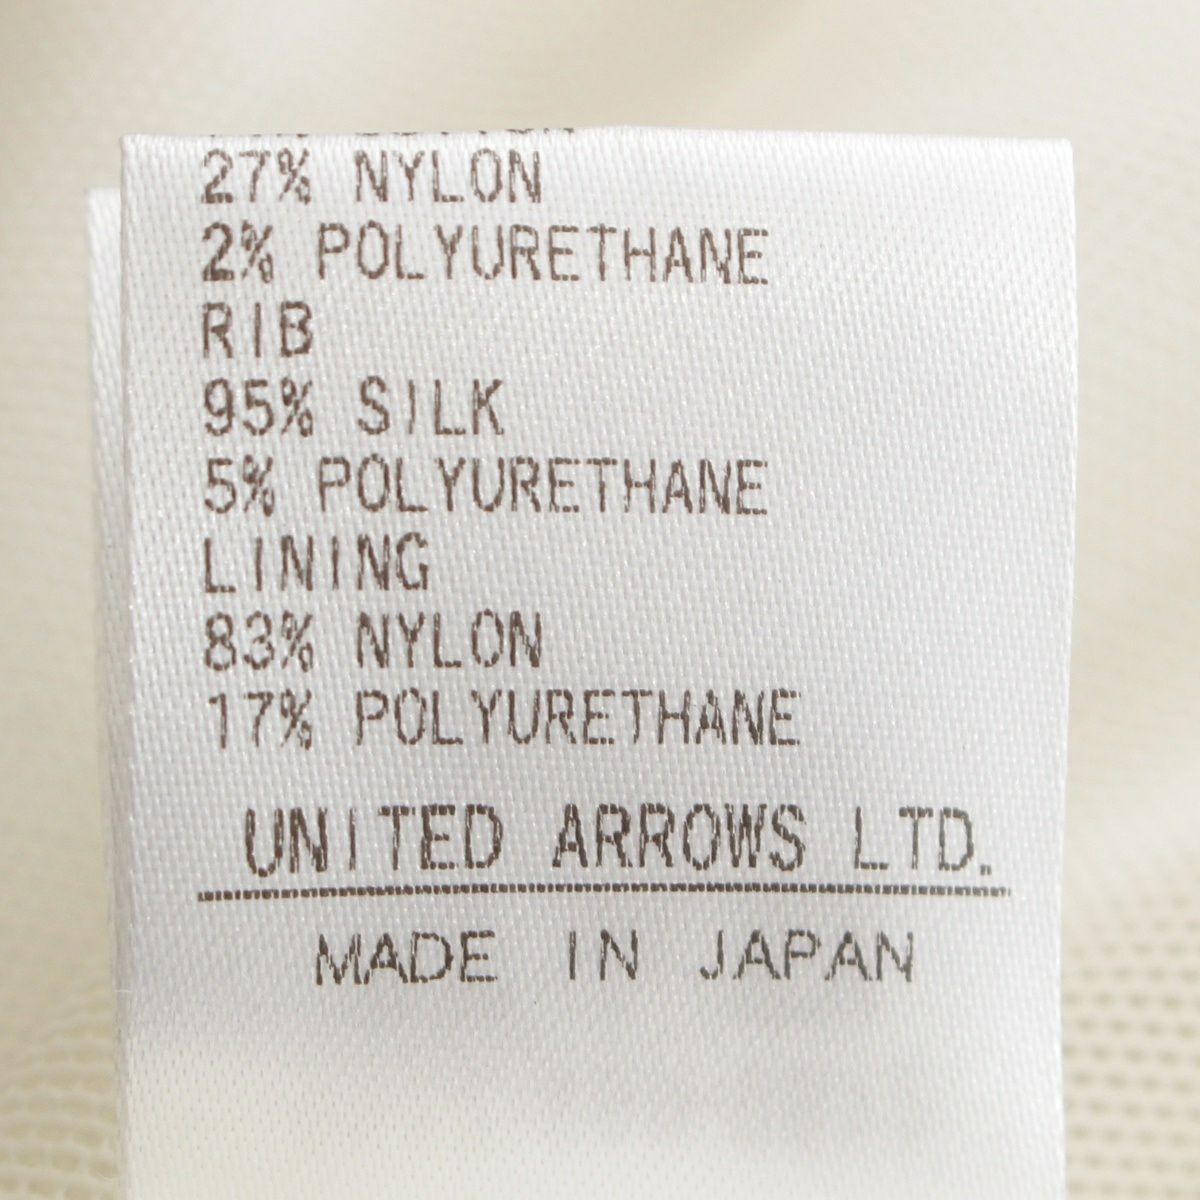 27% NYLON
2% POLYURETHANE
RIB
95% SILK
5% POLYURETHANE
LINING
83% NYLON
17% POLYURETHANE
UNITED ARROWS LTD.
MADE IN JAPAN